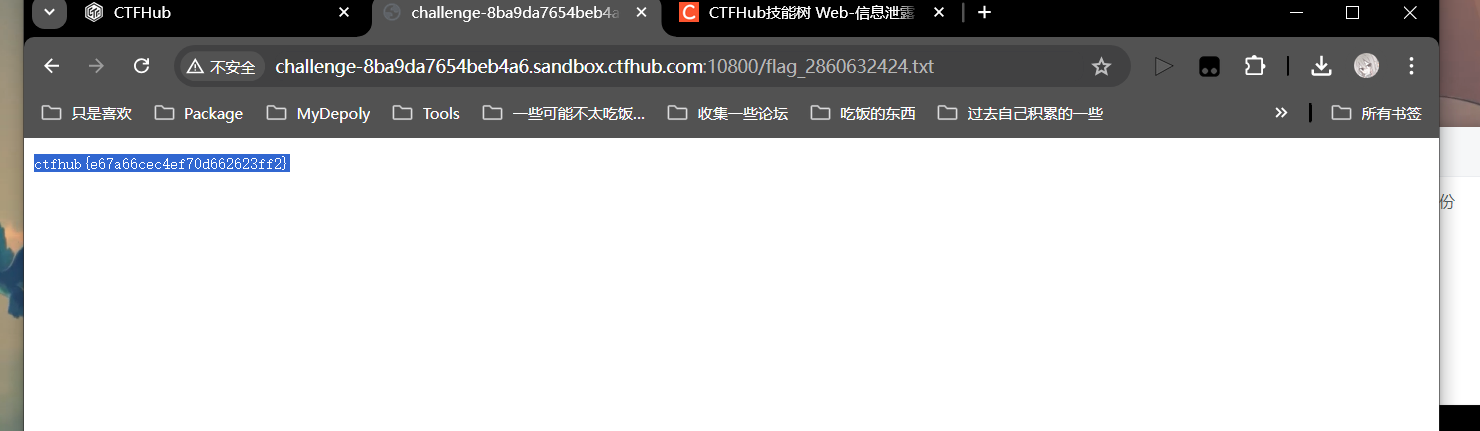 CTFHub
challenge-8ba9da7654beb4a
CTFHub技能树 Web-信息泄露
不安全
challenge-8ba9da7654beb4a6.sandbox.ctfhub.com:10800/flag_2860632424.txt
只是喜欢
Package
MyDepoly
Tools
一些可能不太吃饭...
收集一些论坛
吃饭的东西
过去自己积累的一些
所有书签
ctfhub{e67a66cec4ef70d662623ff2}
份